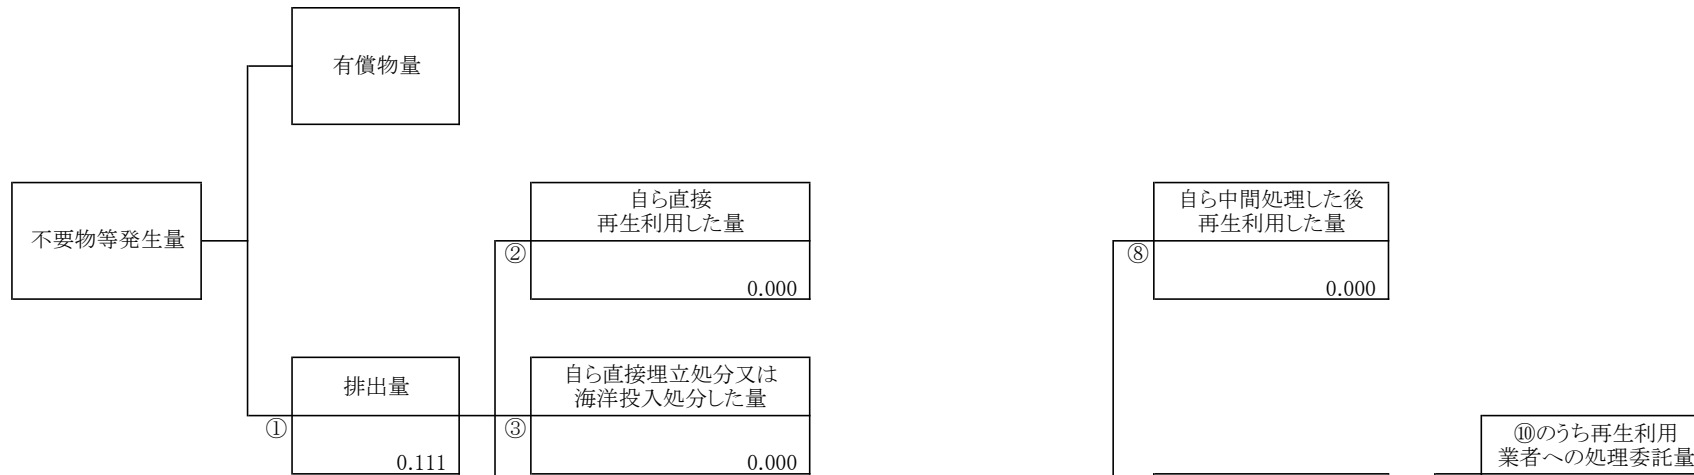 有償物量
不要物等発生量
自ら直接
再生利用した量
②
0.000
自ら中間処理した後
再生利用した量
⑧
0.000
排出量
①
0.111
自ら直接埋立処分又は
海洋投入処分した量
③
0.000
⑩のうち再生利用
業者への処理委託量